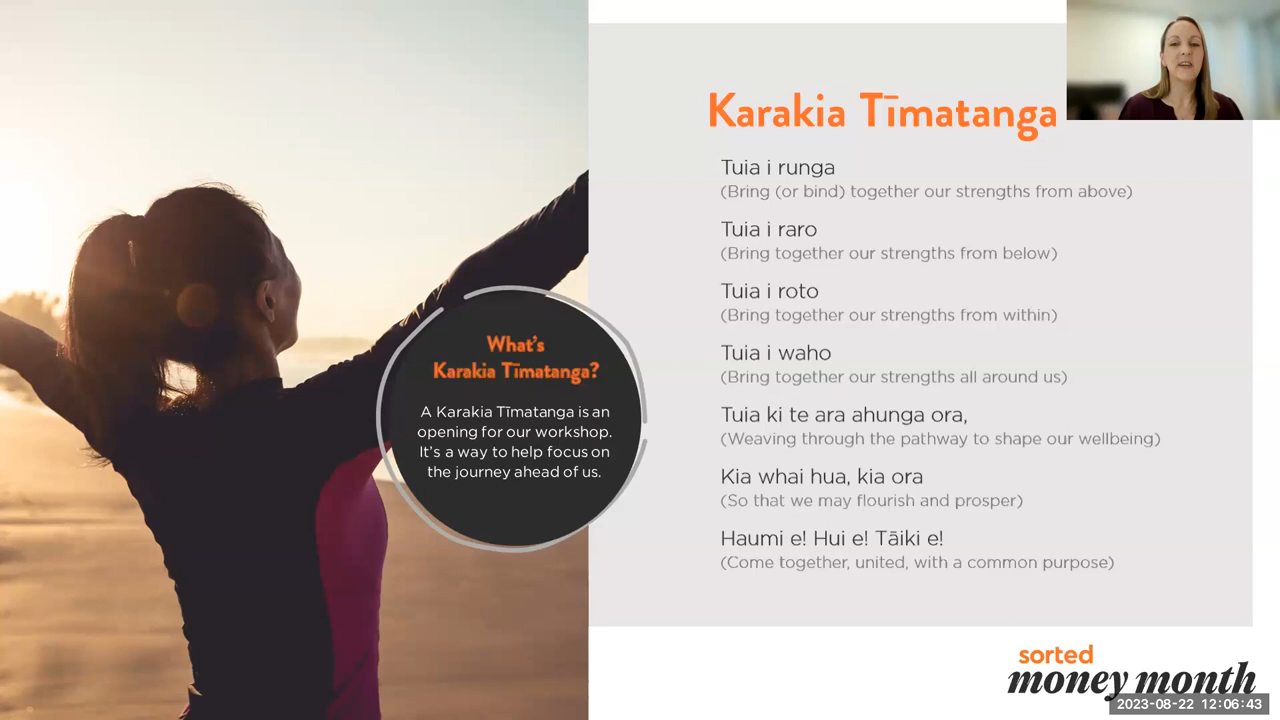 Karakia Tīmatanga
Tuia i runga
(Bring (or bind) together our strengths from above)
Tuia i raro
(Bring together our strengths from below)
Tuia i roto
(Bring together our strengths from within)
Tuia i waho
(Bring together our strengths all around us)
Tuia ki te ara ahunga ora,
(Weaving through the pathway to shape our wellbeing)
Kia whai hua, kia ora
(So that we may flourish and prosper)
Haumi e! Hui e! Tāiki e!
(Come together, united, with a common purpose)
What's
Karakia Tīmatanga?
A Karakia Tīmatanga is an
opening for our workshop.
It's a way to help focus on
the journey ahead of us.
sorted
money month
2023-08-22 12:06:43